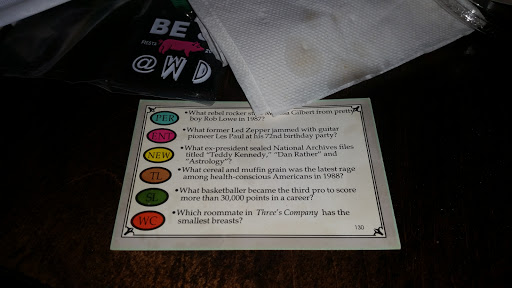 BE
FIESTA
@WD
PER •What rebel rocker Gilbert from pretty
boy Rob Lowe in 1987?
ENT •What former Led Zepper jammed with guitar
pioneer Les Paul at his 72nd birthday party?
NEW •What ex-president sealed National Archives files
titled "Teddy Kennedy," "Dan Rather" and
"Astrology"?
TL •What cereal and muffin grain was the latest rage
among health-conscious Americans in 1988?
SL •What basketballer became the third pro to score
more than 30,000 points in a career?
WC •Which roommate in Three's Company has the
smallest breasts?
130